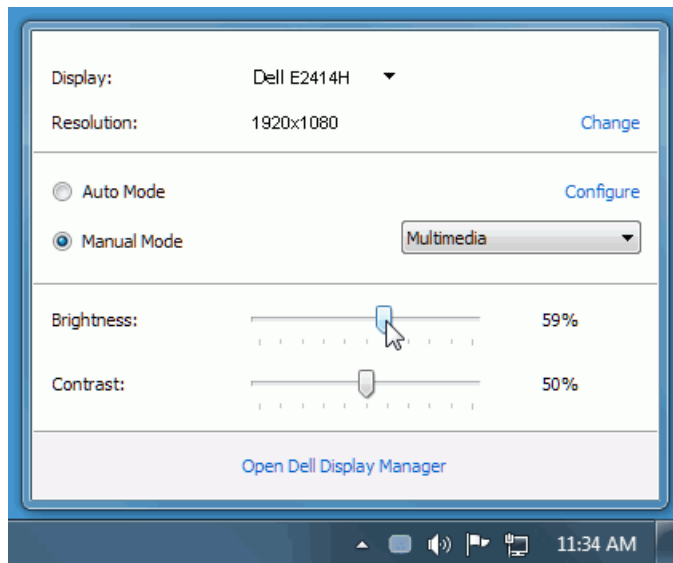 Display: Dell E2414H
Resolution: 1920x1080 Change
Auto Mode Configure
Manual Mode Multimedia
Brightness: 59%
Contrast: 50%
Open Dell Display Manager
11:34 AM